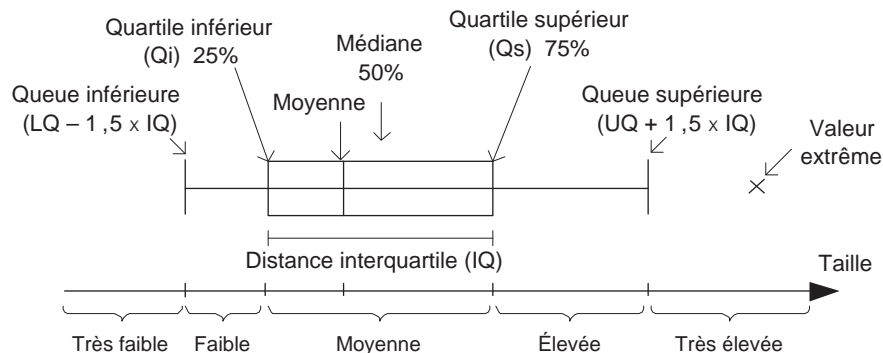 Quartile inférieur
(Qi) 25%
Médiane
50%
Quartile supérieur
(Qs) 75%
Queue inférieure
(LQ – 1 ,5 x IQ)
Moyenne
Queue supérieure
(UQ + 1 ,5 x IQ)
Valeur
extrême
Distance interquartile (IQ)
Taille
Très faible
Faible
Moyenne
Élevée
Très élevée